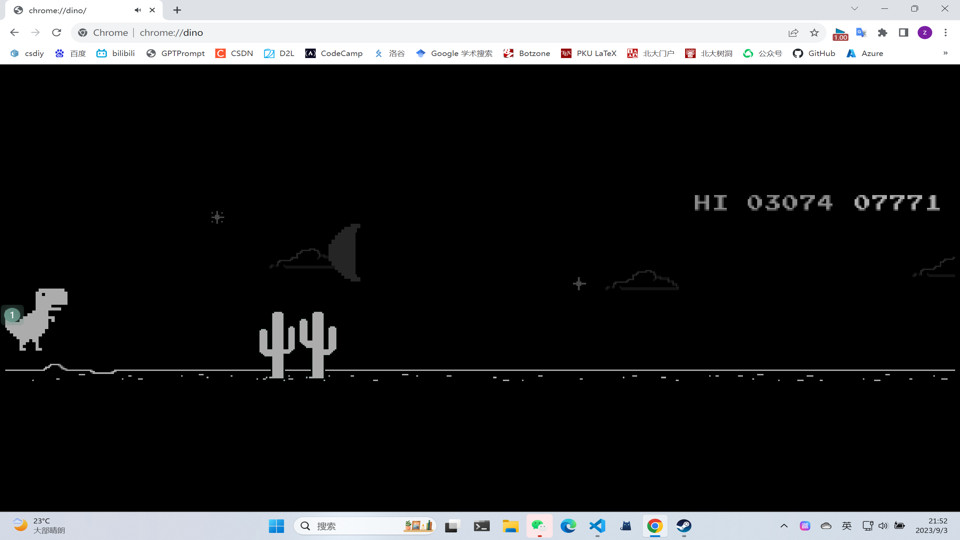 chrome://dino/
Chrome | chrome://dino
1.00
z
csdiy 百度 bilibili GPTPrompt CSDN D2L CodeCamp 洛谷 Google 学术搜索 Botzone PKU LaTeX 北大门户 北大树洞 公众号 GitHub Azure »
HI 03074 07771
1
23°C
大部晴朗
搜索
英
21:52
2023/9/3